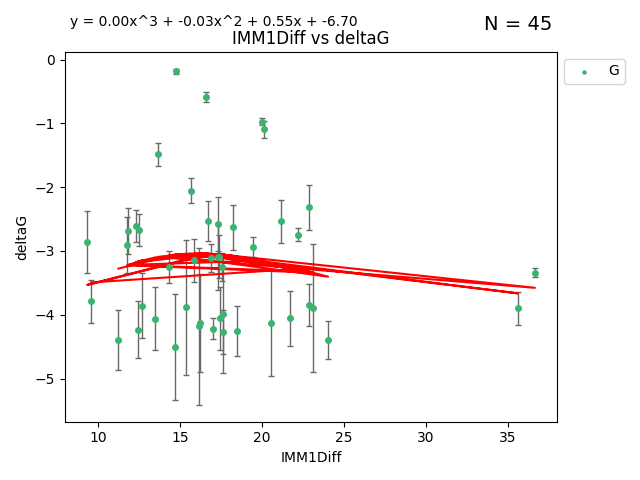 y = 0.00x^3 + -0.03x^2 + 0.55x + -6.70
N = 45
IMM1Diff vs deltaG
G
deltaG
0
−1
−2
−3
−4
−5
10 15 20 25 30 35
IMM1Diff